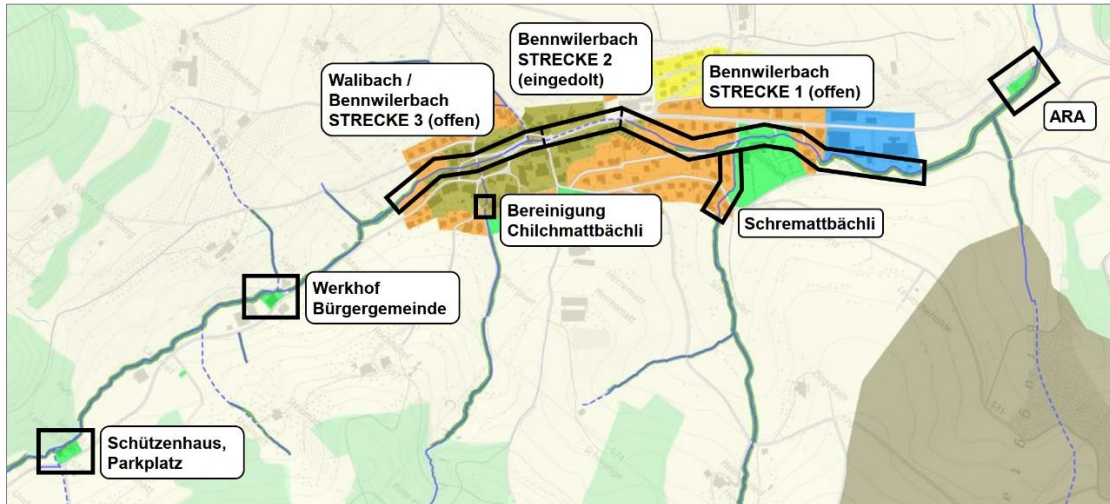 Bennwilerbach
STRECKE 2
(eingedolt)
Walibach /
Bennwilerbach
STRECKE 3 (offen)
Bennwilerbach
STRECKE 1 (offen)
ARA
Bereinigung
Chilchmattbächli
Schremattbächli
Werkhof
Bürgergemeinde
Schützenhaus,
Parkplatz